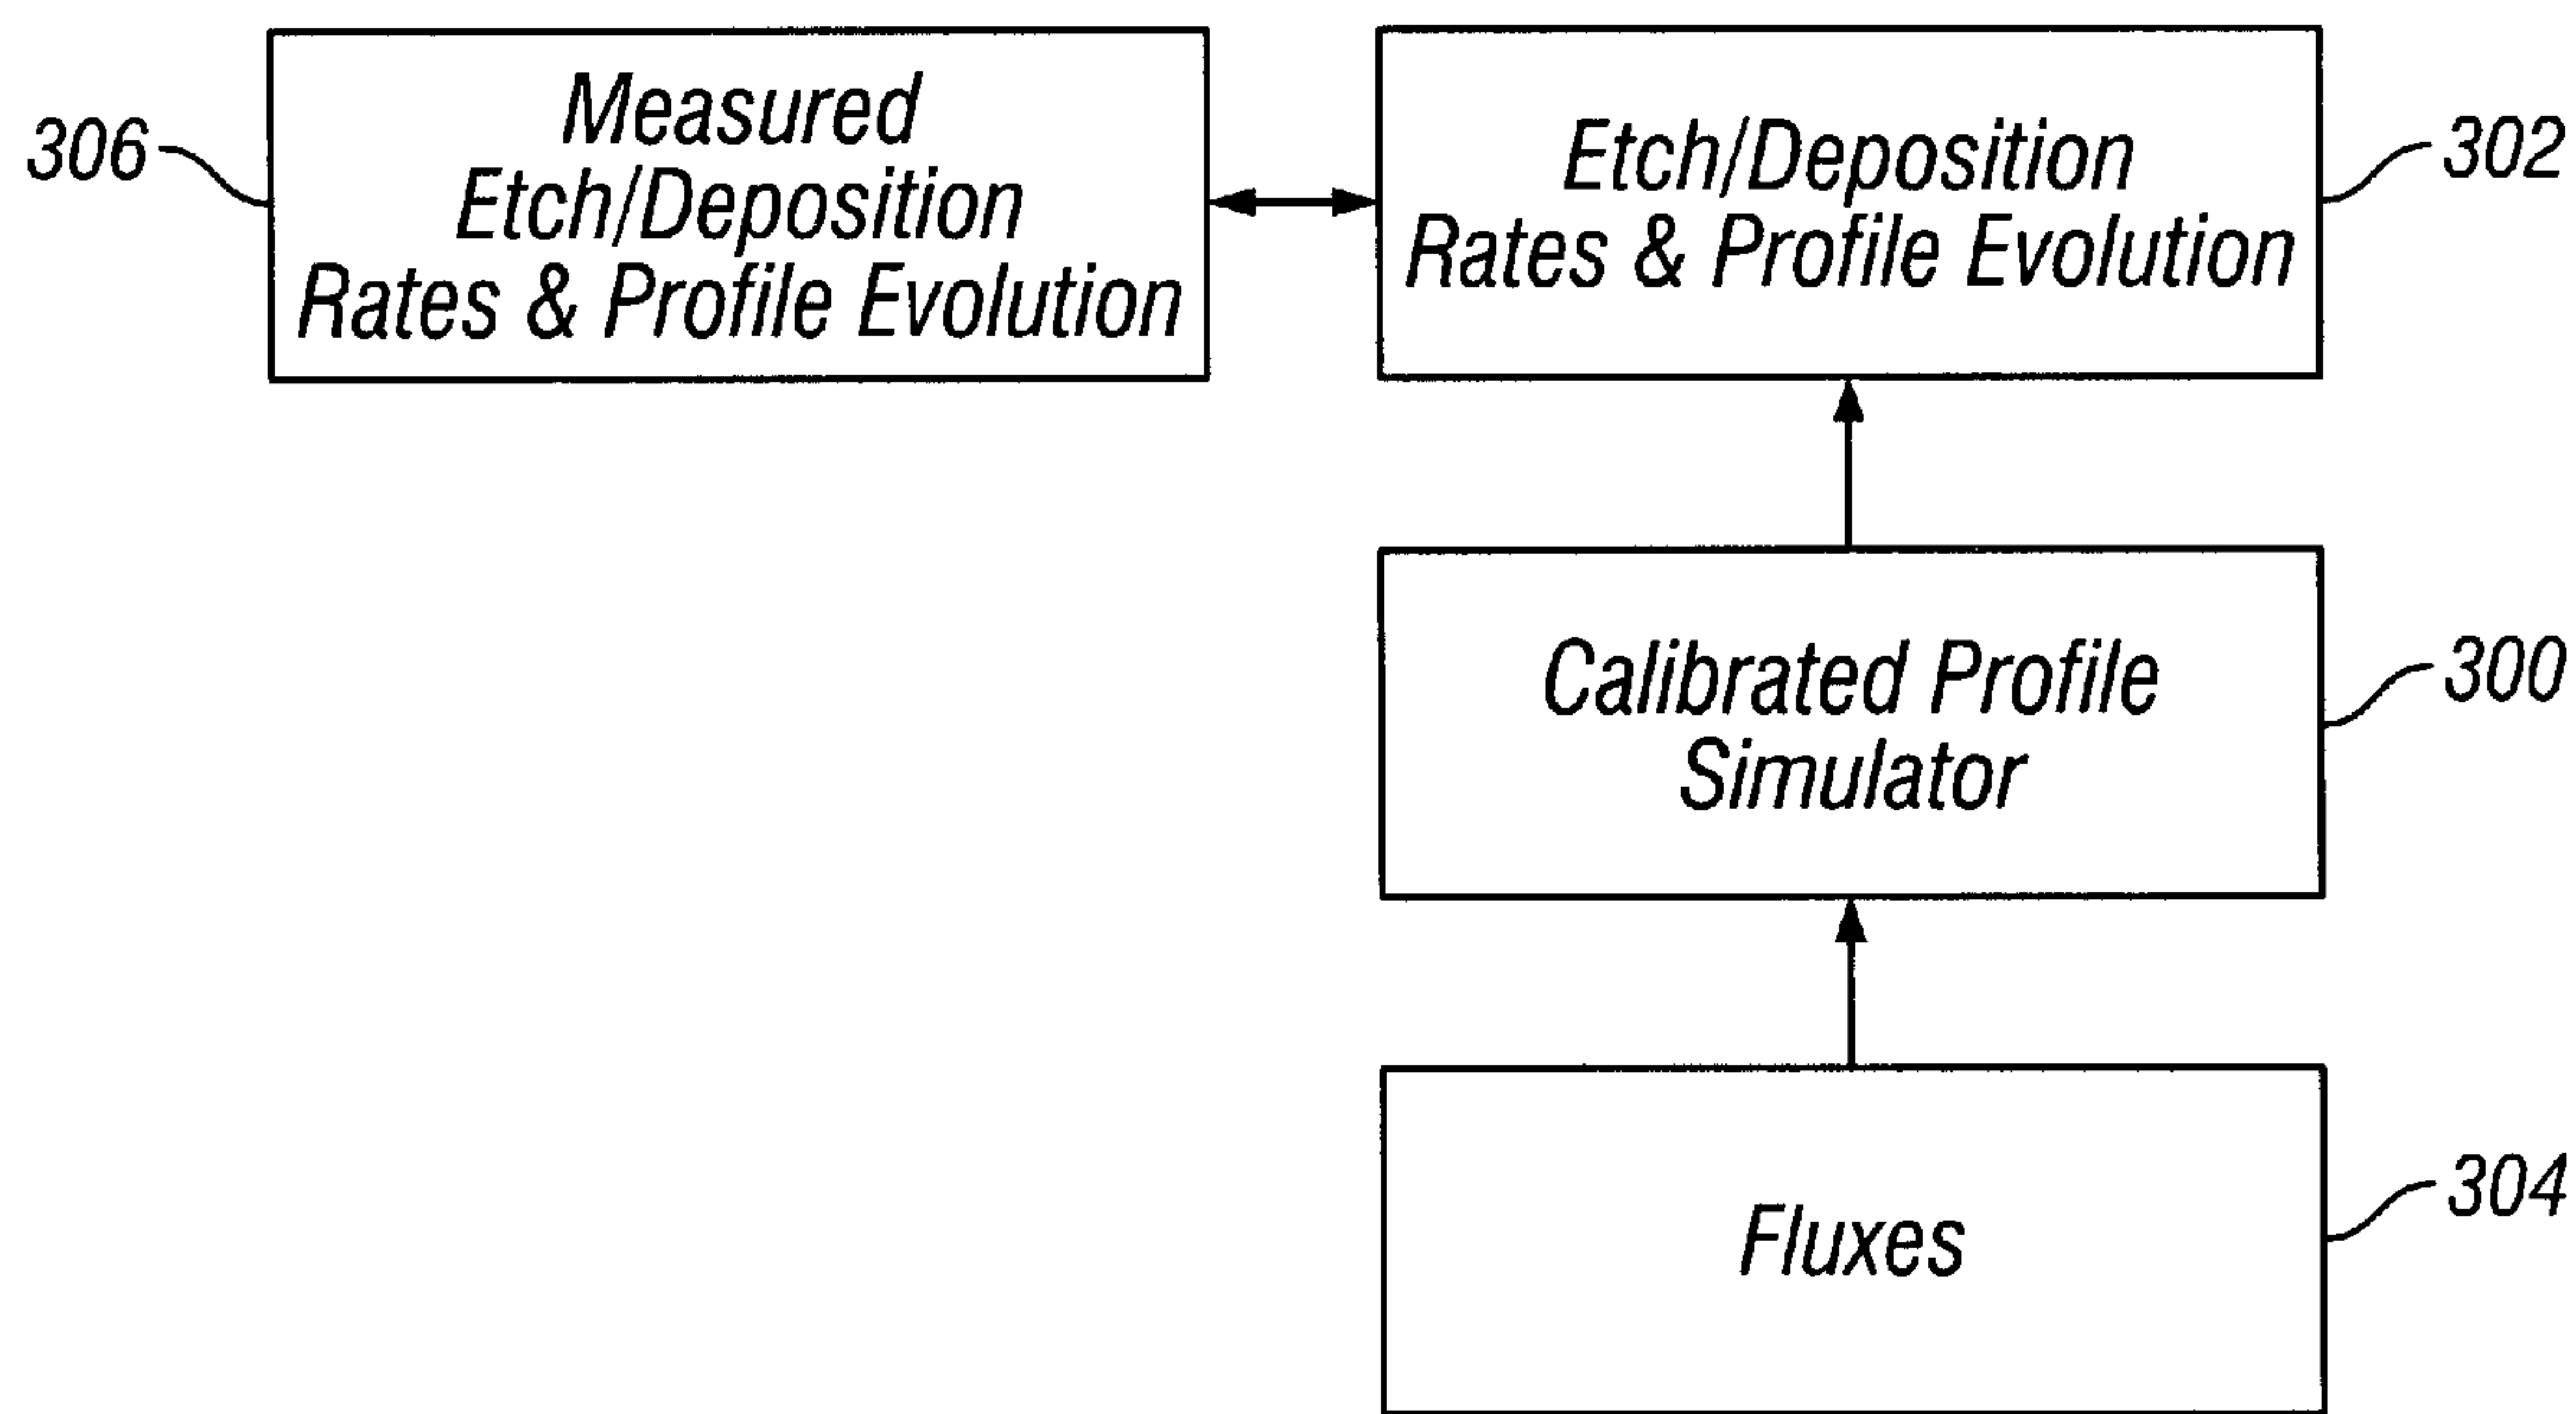 306
Measured
Etch/Deposition
Rates & Profile Evolution
Etch/Deposition
Rates & Profile Evolution
302
Calibrated Profile
Simulator
300
Fluxes
304